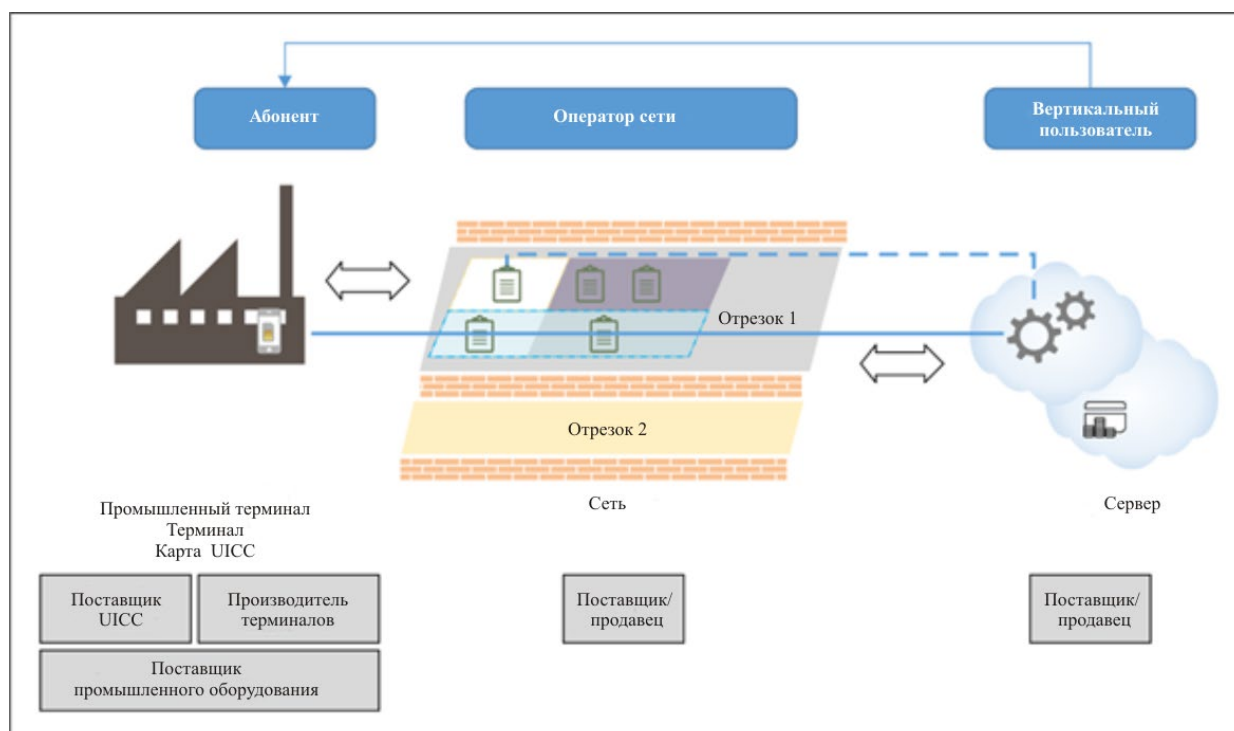 Абонент
Оператор сети
Вертикальный
пользователь
Отрезок 1
Отрезок 2
Промышленный терминал
Терминал
Карта UICC
Сеть
Сервер
Поставщик
UICC
Производитель
терминалов
Поставщик/
продавец
Поставщик/
продавец
Поставщик
промышленного оборудования